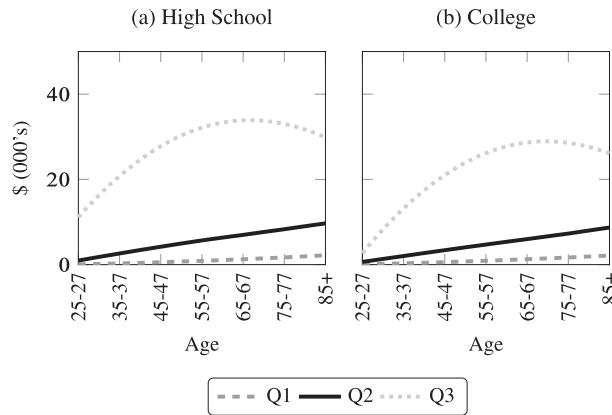 (a) High School
(b) College
$ (000's)
40
20
0
25-27
35-37
45-47
55-57
65-67
75-77
85+
25-27
35-37
45-47
55-57
65-67
75-77
85+
Age
Age
Q1 Q2 Q3